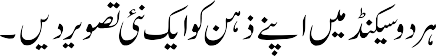 ہر دو سیکنڈ میں اپنے ذہن کو ایک نئی تصویر دیں ۔